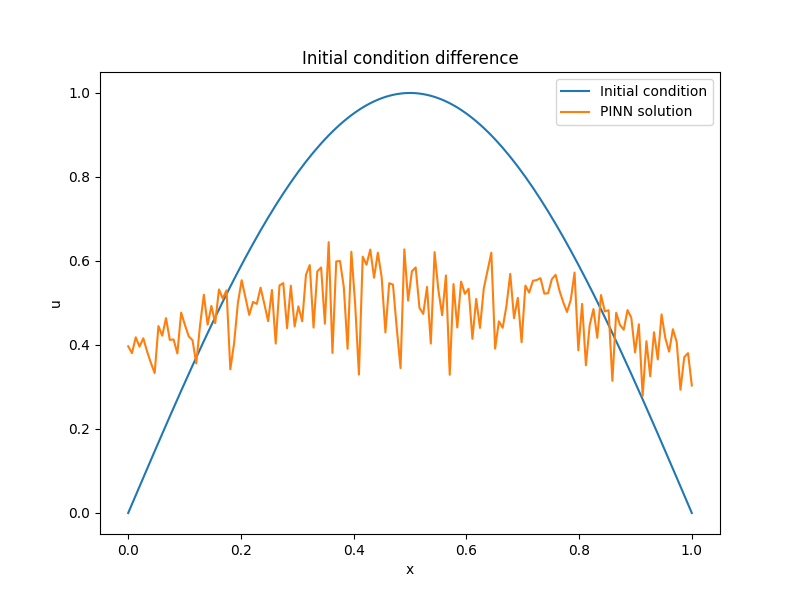 Initial condition difference
Initial condition
PINN solution
1.0
0.8
0.6
0.4
0.2
0.0
u
0.0 0.2 0.4 0.6 0.8 1.0
x